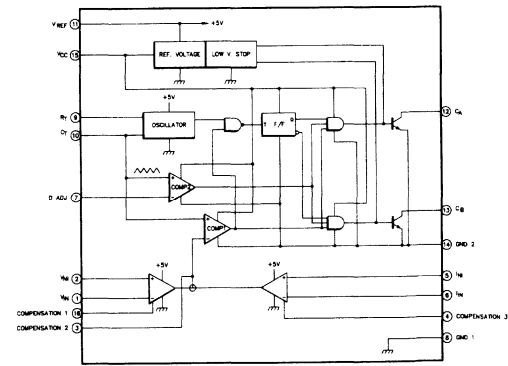 VREF 11 +5V
VCC 15 REF. VOLTAGE LOW V. STOP
+5V
12 CA
RT 9 OSCILLATOR T F/F Q
CT 10
COMP2
D ADJ 7
13 CB
COMP1
14 GND 2
+5V +5V
VNI 2 5 INI
VIN 1 6 IIN
COMPENSATION 1 16 4 COMPENSATION 3
COMPENSATION 2 3
8 GND 1